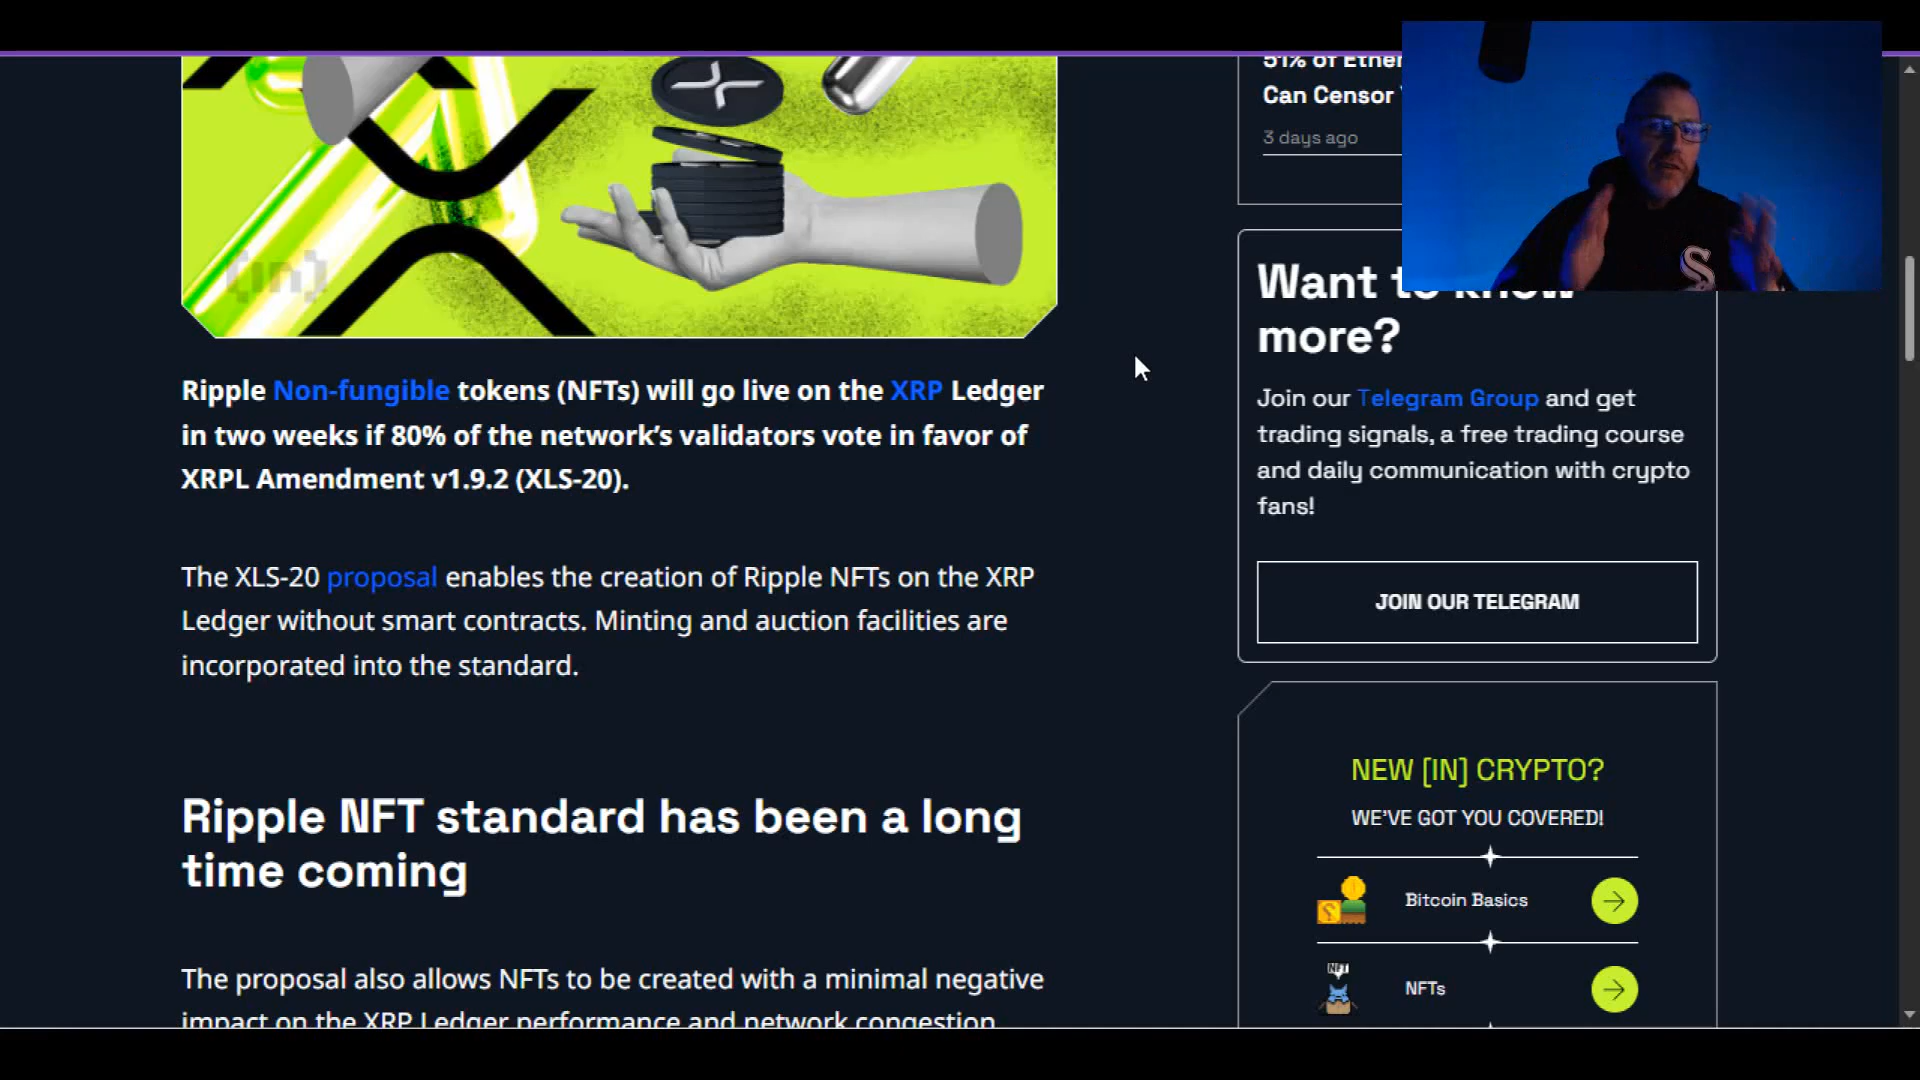 [in]
Ripple Non-fungible tokens (NFTs) will go live on the XRP Ledger
in two weeks if 80% of the network's validators vote in favor of
XRPL Amendment v1.9.2 (XLS-20).
The XLS-20 proposal enables the creation of Ripple NFTs on the XRP
Ledger without smart contracts. Minting and auction facilities are
incorporated into the standard.
Ripple NFT standard has been a long
time coming
The proposal also allows NFTs to be created with a minimal negative
impact on the XRP Ledger performance and network congestion
51% of Ether
Can Censor
3 days ago
Want to know
more?
Join our Telegram Group and get
trading signals, a free trading course
and daily communication with crypto
fans!
JOIN OUR TELEGRAM
NEW [IN] CRYPTO?
WE'VE GOT YOU COVERED!
Bitcoin Basics
NFT
NFTs